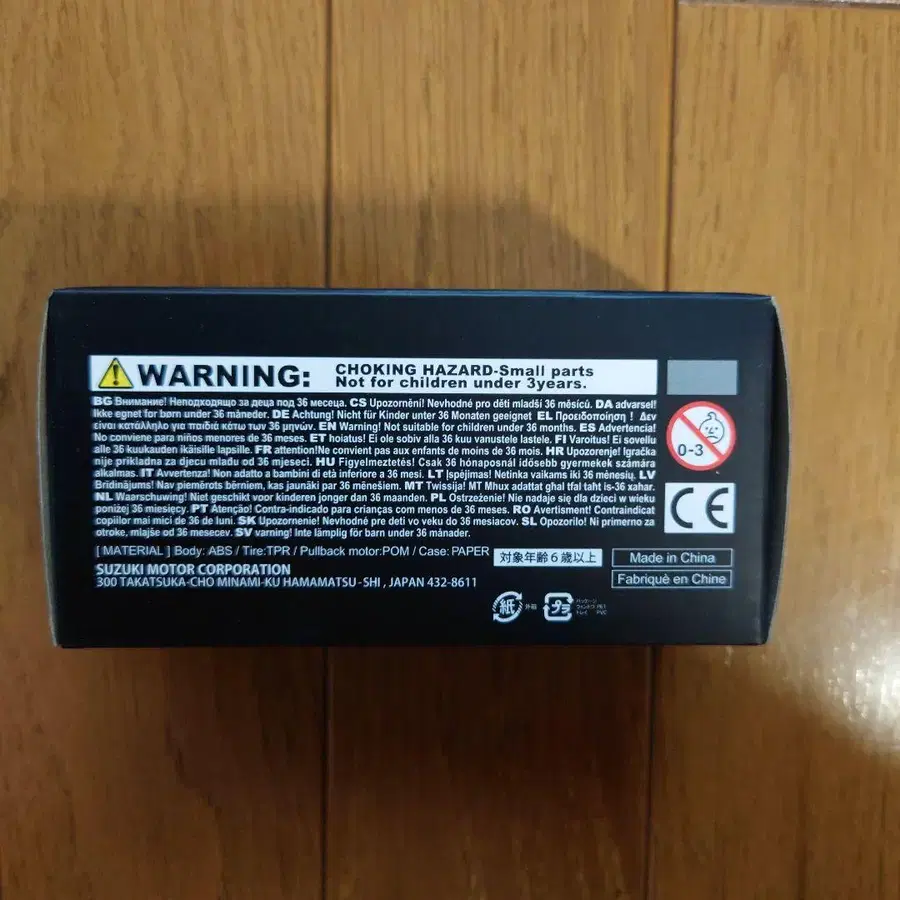 WARNING: CHOKING HAZARD-Small parts
Not for children under 3years.
BG Внимание! Неподходящо за деца под 36 месеца. CS Upozornění! Nevhodné pro děti mladší 36 měsíců. DA advarsel!
Ikke egnet for børn under 36 måneder. DE Achtung! Nicht für Kinder unter 36 Monaten geeignet EL Προειδοποίηση ! Δεν
είναι κατάλληλο για παιδιά κάτω των 36 μηνών. EN Warning! Not suitable for children under 36 months. ES Advertencia!
No conviene para niños menores de 36 meses. ET hoiatus! Ei ole sobiv alla 36 kuu vanustele lastele. FI Varoitus! Ei sovellu
alle 36 kuukauden ikäisille lapsille. FR attention!Ne convient pas aux enfants de moins de 36 mois. HR Upozorenje! Igračka
nije prikladna za djecu mlađu od 36 mjeseci. HU Figyelmeztetés! Csak 36 hónaposnál idősebb gyermekek számára
alkalmas. IT Avvertenza! Non adatto a bambini di età inferiore a 36 mesi. LT Įspėjimas! Netinka vaikams iki 36 mėnesių. LV
Brīdinājums! Nav piemērots bērniem, kas jaunāki par 36 mēnešiem. MT Twissija! MT Mhux adattat ghal tfal taht is-36 xahar.
NL Waarschuwing! Niet geschikt voor kinderen jonger dan 36 maanden. PL Ostrzeżenie! Nie nadaje się dla dzieci w wieku
poniżej 36 miesięcy. PT Atenção! Contra-indicado para crianças com menos de 36 meses. RO Avertisment! Contraindicat
copiilor mai mici de 36 de luni. SK Upozornenie! Nevhodné pre deti vo veku do 36 mesiacov. SL Opozorilo! Ni primerno za
otroke, mlajše od 36 mesecev. SV varning! Inte lämplig för barn under 36 månader.
0-3
CE
[ MATERIAL ] Body: ABS / Tire:TPR / Pullback motor:POM / Case: PAPER
対象年齢6歳以上
Made in China
SUZUKI MOTOR CORPORATION
300 TAKATSUKA-CHO MINAMI-KU HAMAMATSU-SHI , JAPAN 432-8611
Fabriqué en Chine
紙 外箱
プラ
PET
トレイ PVC